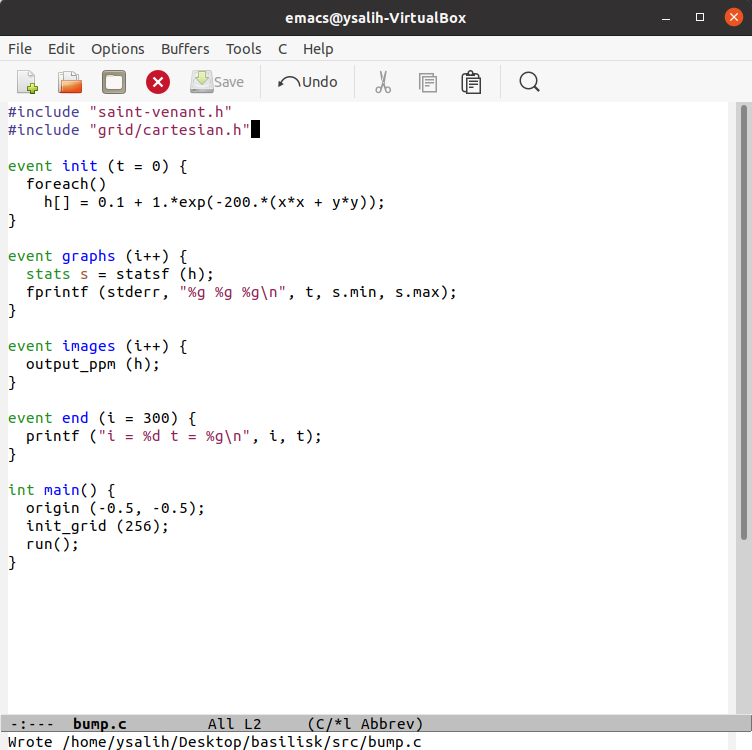 emacs@ysalih-VirtualBox
File Edit Options Buffers Tools C Help
Save Undo
#include "saint-venant.h"
#include "grid/cartesian.h"
event init (t = 0) {
  foreach()
    h[] = 0.1 + 1.*exp(-200.*(x*x + y*y));
}
event graphs (i++) {
  stats s = statsf (h);
  fprintf (stderr, "%g %g %g\n", t, s.min, s.max);
}
event images (i++) {
  output_ppm (h);
}
event end (i = 300) {
  printf ("i = %d t = %g\n", i, t);
}
int main() {
  origin (-0.5, -0.5);
  init_grid (256);
  run();
}
-:--- bump.c All L2 (C/*l Abbrev)
Wrote /home/ysalih/Desktop/basilisk/src/bump.c